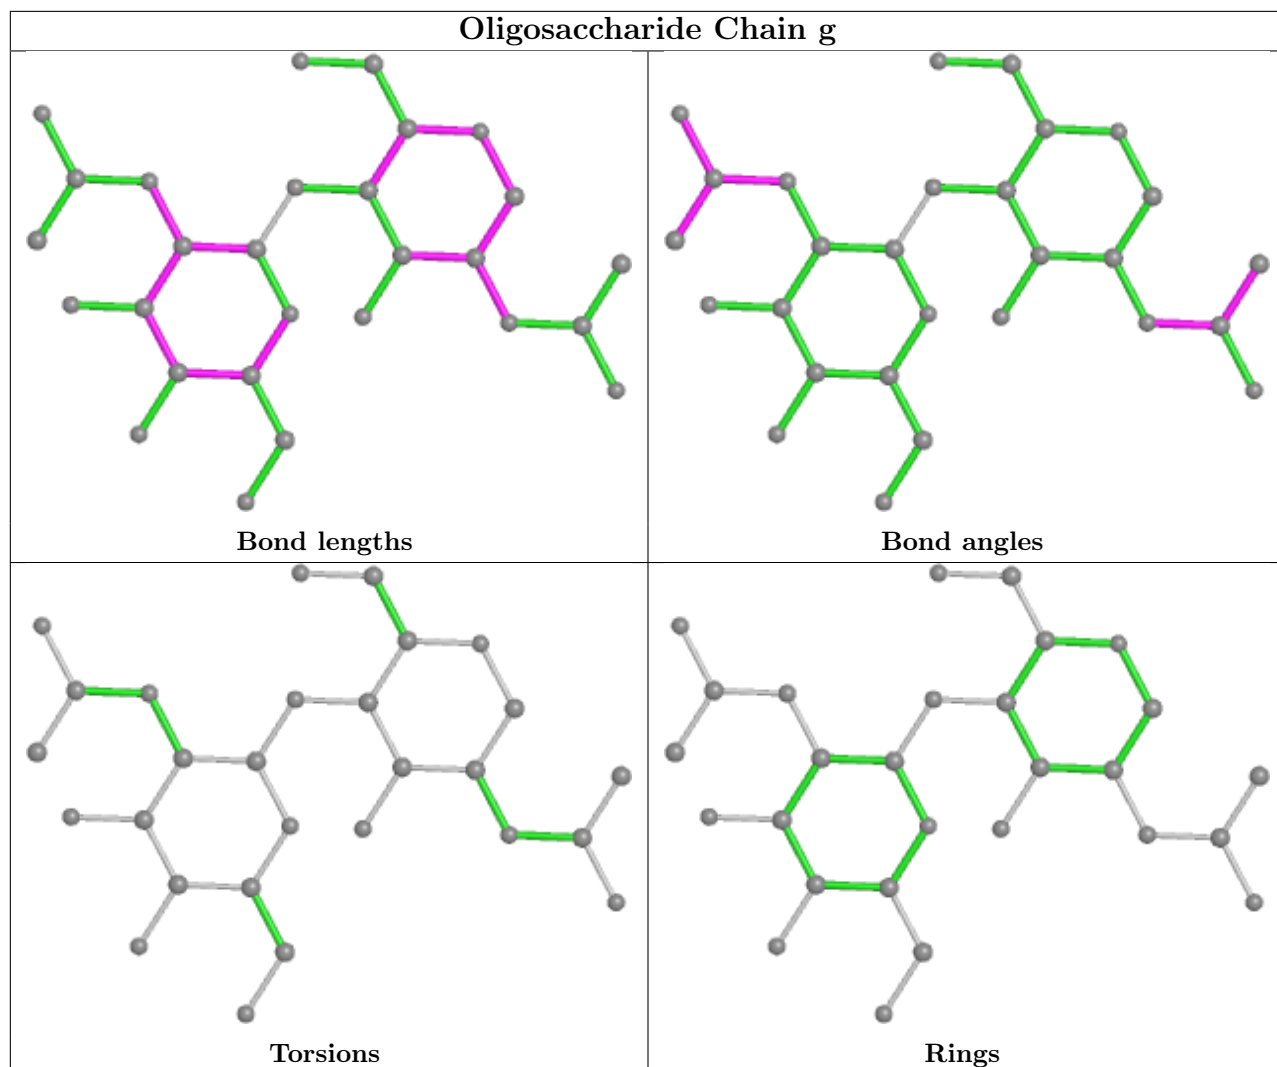 Oligosaccharide Chain g
Bond lengths
Bond angles
Torsions
Rings